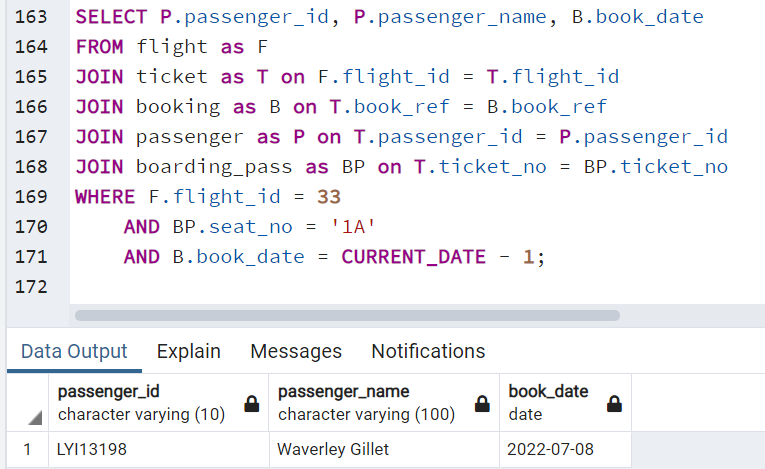 163 SELECT P.passenger_id, P.passenger_name, B.book_date
164 FROM flight as F
165 JOIN ticket as T on F.flight_id = T.flight_id
166 JOIN booking as B on T.book_ref = B.book_ref
167 JOIN passenger as P on T.passenger_id = P.passenger_id
168 JOIN boarding_pass as BP on T.ticket_no = BP.ticket_no
169 WHERE F.flight_id = 33
170     AND BP.seat_no = '1A'
171     AND B.book_date = CURRENT_DATE - 1;
172
Data Output Explain Messages Notifications
passenger_id passenger_name book_date
character varying (10) character varying (100) date
1 LYI13198 Waverley Gillet 2022-07-08